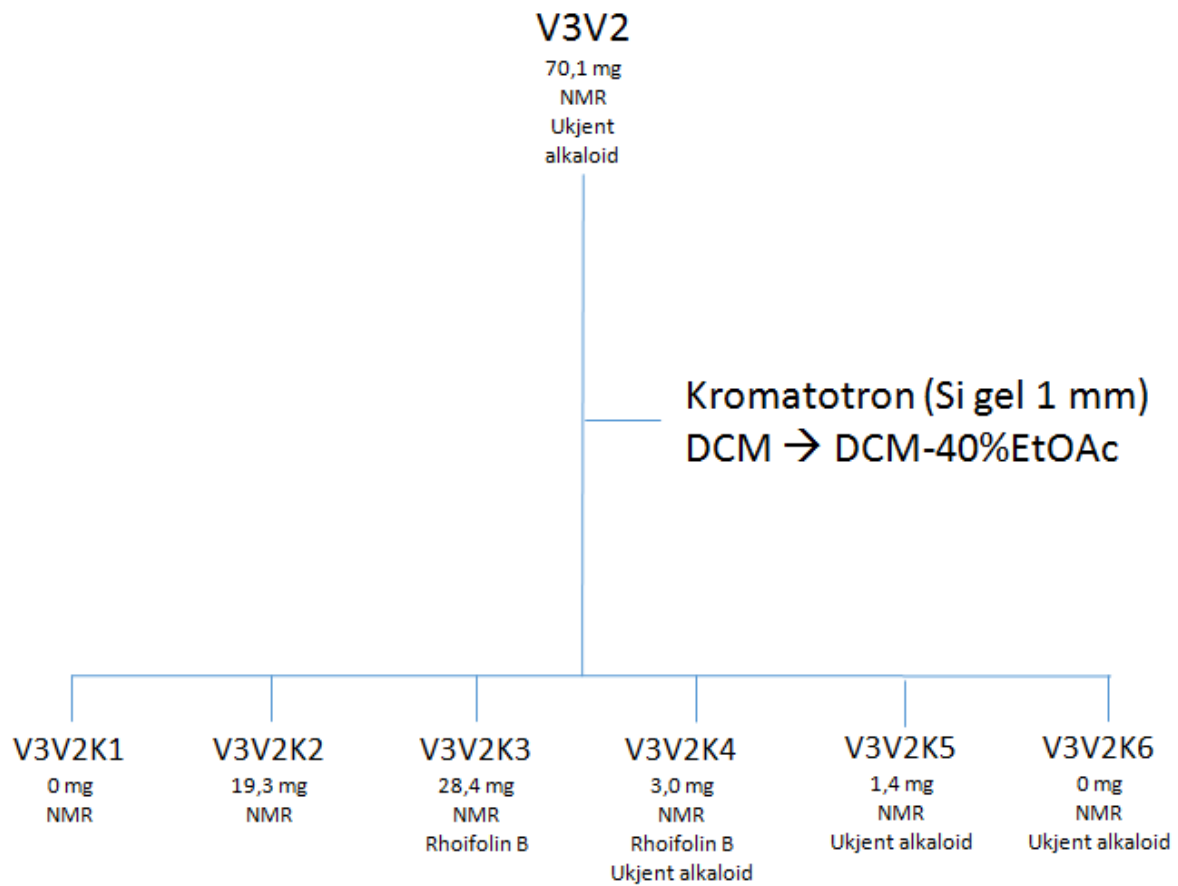 V3V2
70,1 mg
NMR
Ukjent
alkaloid
Kromatotron (Si gel 1 mm)
DCM → DCM-40%EtOAc
V3V2K1
0 mg
NMR
V3V2K2
19,3 mg
NMR
V3V2K3
28,4 mg
NMR
Rhoifolin B
V3V2K4
3,0 mg
NMR
Rhoifolin B
Ukjent alkaloid
V3V2K5
1,4 mg
NMR
Ukjent alkaloid
V3V2K6
0 mg
NMR
Ukjent alkaloid